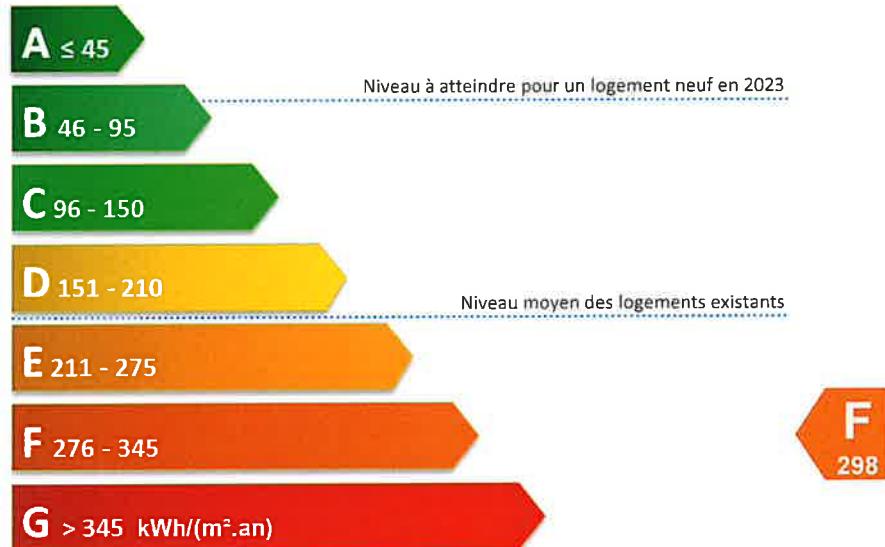 A ≤ 45
Niveau à atteindre pour un logement neuf en 2023
B 46 - 95
C 96 - 150
D 151 - 210
Niveau moyen des logements existants
E 211 - 275
F 276 - 345
F
298
G > 345 kWh/(m².an)